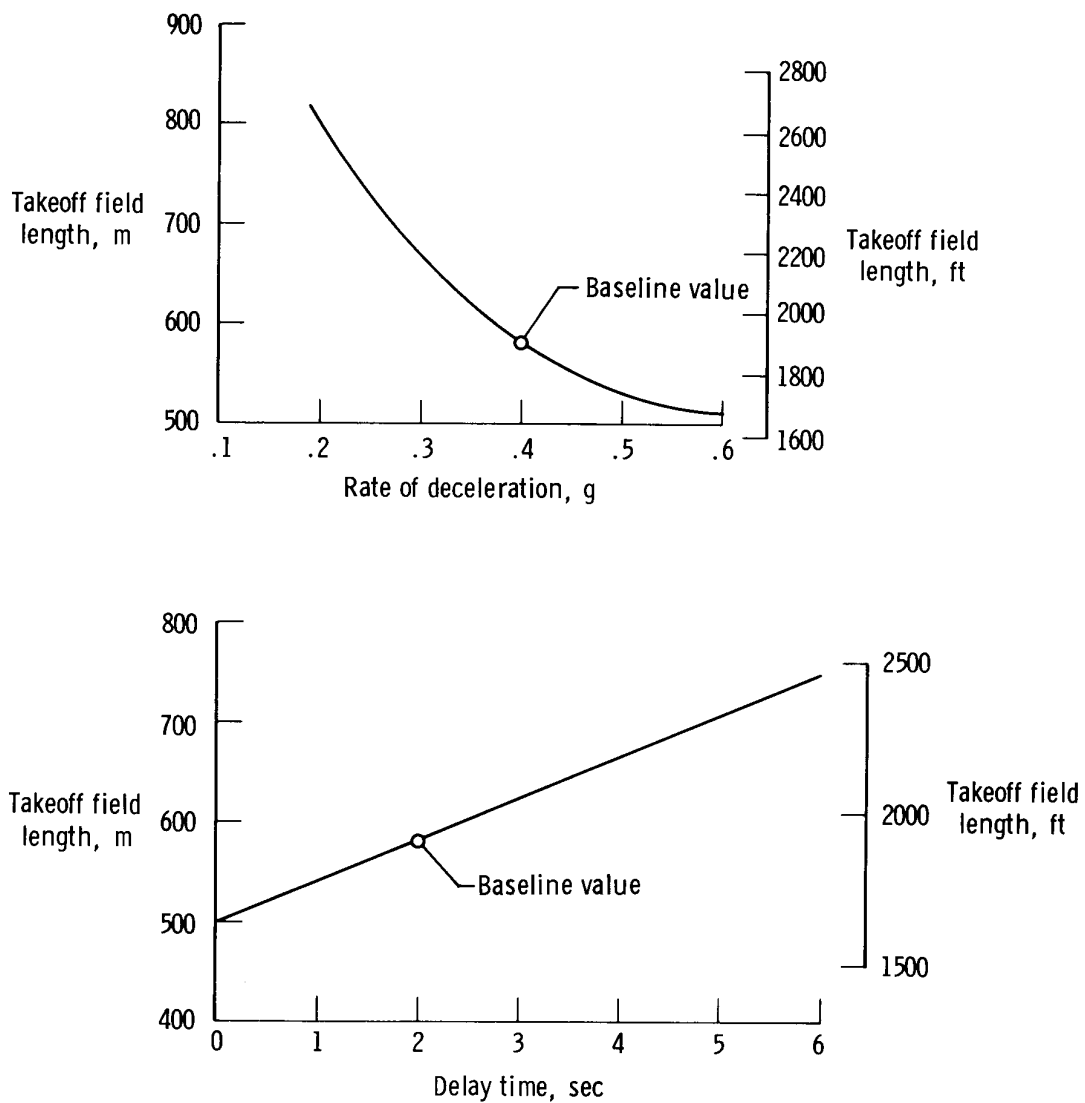 900
800
700
600
500
Takeoff field
length, m
2800
2600
2400
2200
2000
1800
1600
Takeoff field
length, ft
Baseline value
.1 .2 .3 .4 .5 .6
Rate of deceleration, g
800
700
600
500
400
Takeoff field
length, m
2500
2000
1500
Takeoff field
length, ft
Baseline value
0 1 2 3 4 5 6
Delay time, sec